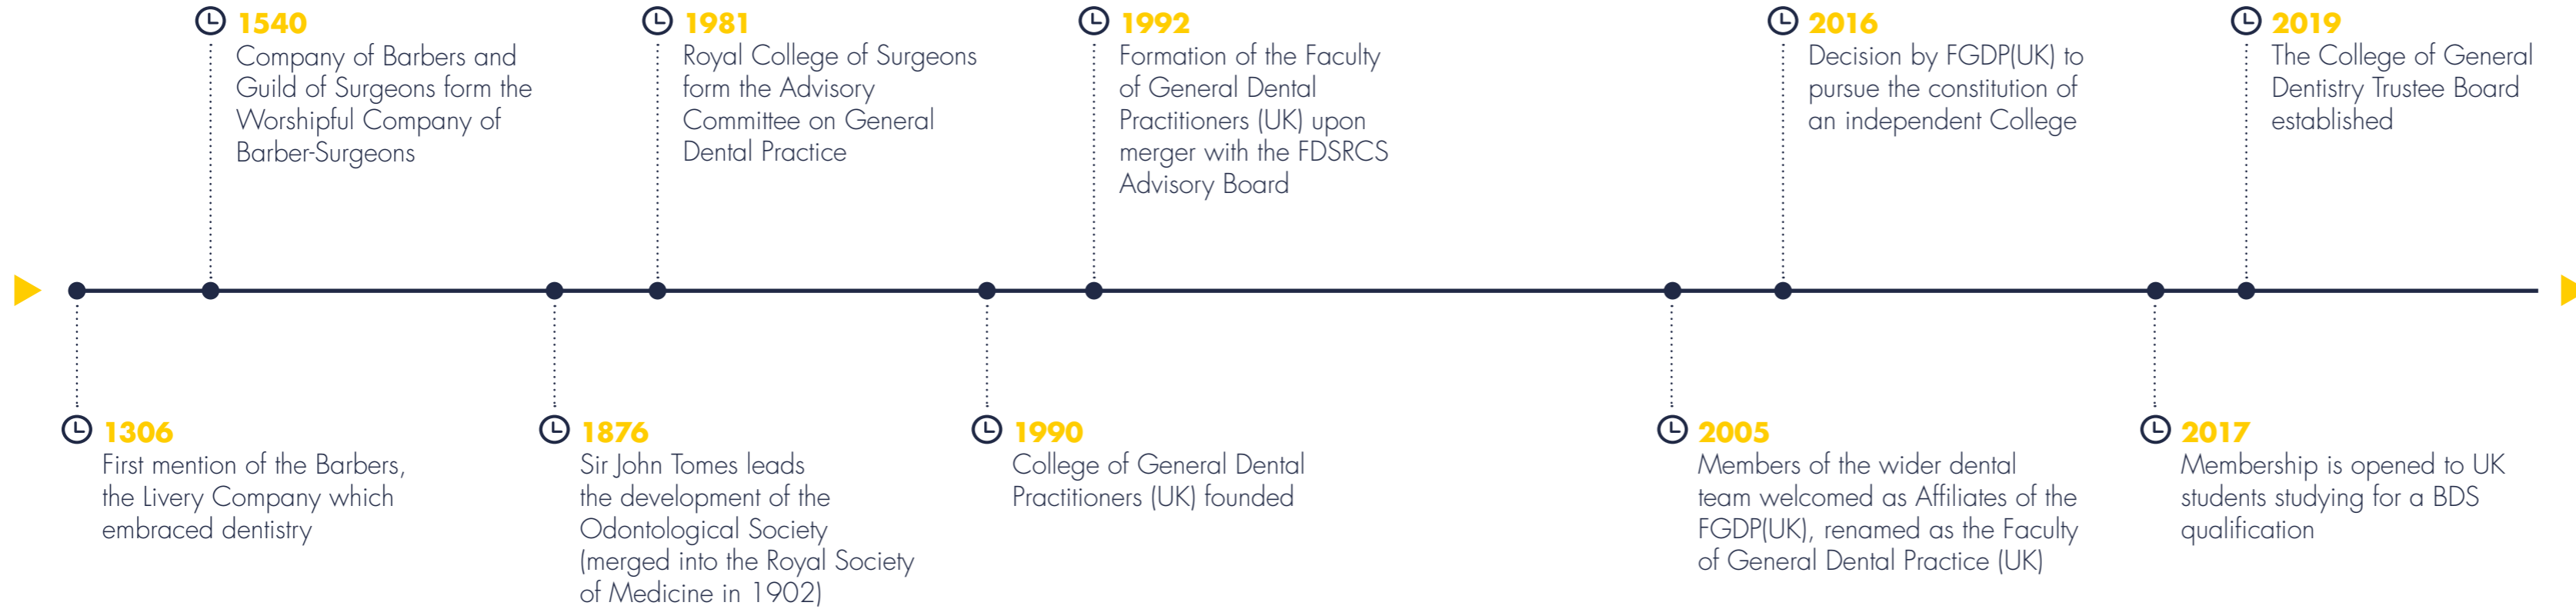 1540
Company of Barbers and
Guild of Surgeons form the
Worshipful Company of
Barber-Surgeons
1981
Royal College of Surgeons
form the Advisory
Committee on General
Dental Practice
1992
Formation of the Faculty
of General Dental
Practitioners (UK) upon
merger with the FDSRCS
Advisory Board
2016
Decision by FGDP(UK) to
pursue the constitution of
an independent College
2019
The College of General
Dentistry Trustee Board
established
1306
First mention of the Barbers,
the Livery Company which
embraced dentistry
1876
Sir John Tomes leads
the development of the
Odontological Society
(merged into the Royal Society
of Medicine in 1902)
1990
College of General Dental
Practitioners (UK) founded
2005
Members of the wider dental
team welcomed as Affiliates of the
FGDP(UK), renamed as the Faculty
of General Dental Practice (UK)
2017
Membership is opened to UK
students studying for a BDS
qualification